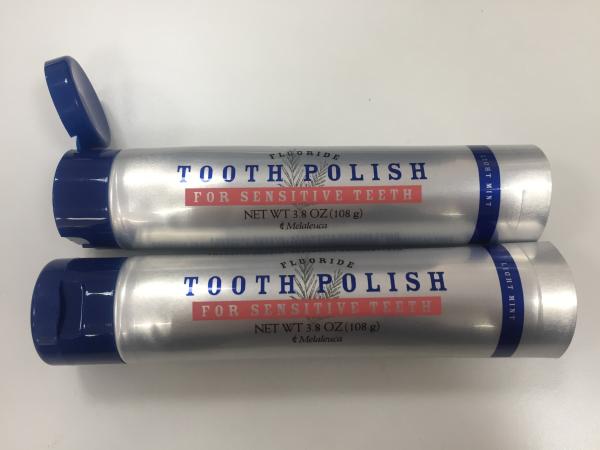 FLUORIDE
TOOTH POLISH
FOR SENSITIVE TEETH
NET WT 3.8 OZ (108 g)
Melaleuca
LIGHT MINT
FLUORIDE
TOOTH POLISH
FOR SENSITIVE TEETH
NET WT 3.8 OZ (108 g)
Melaleuca
LIGHT MINT